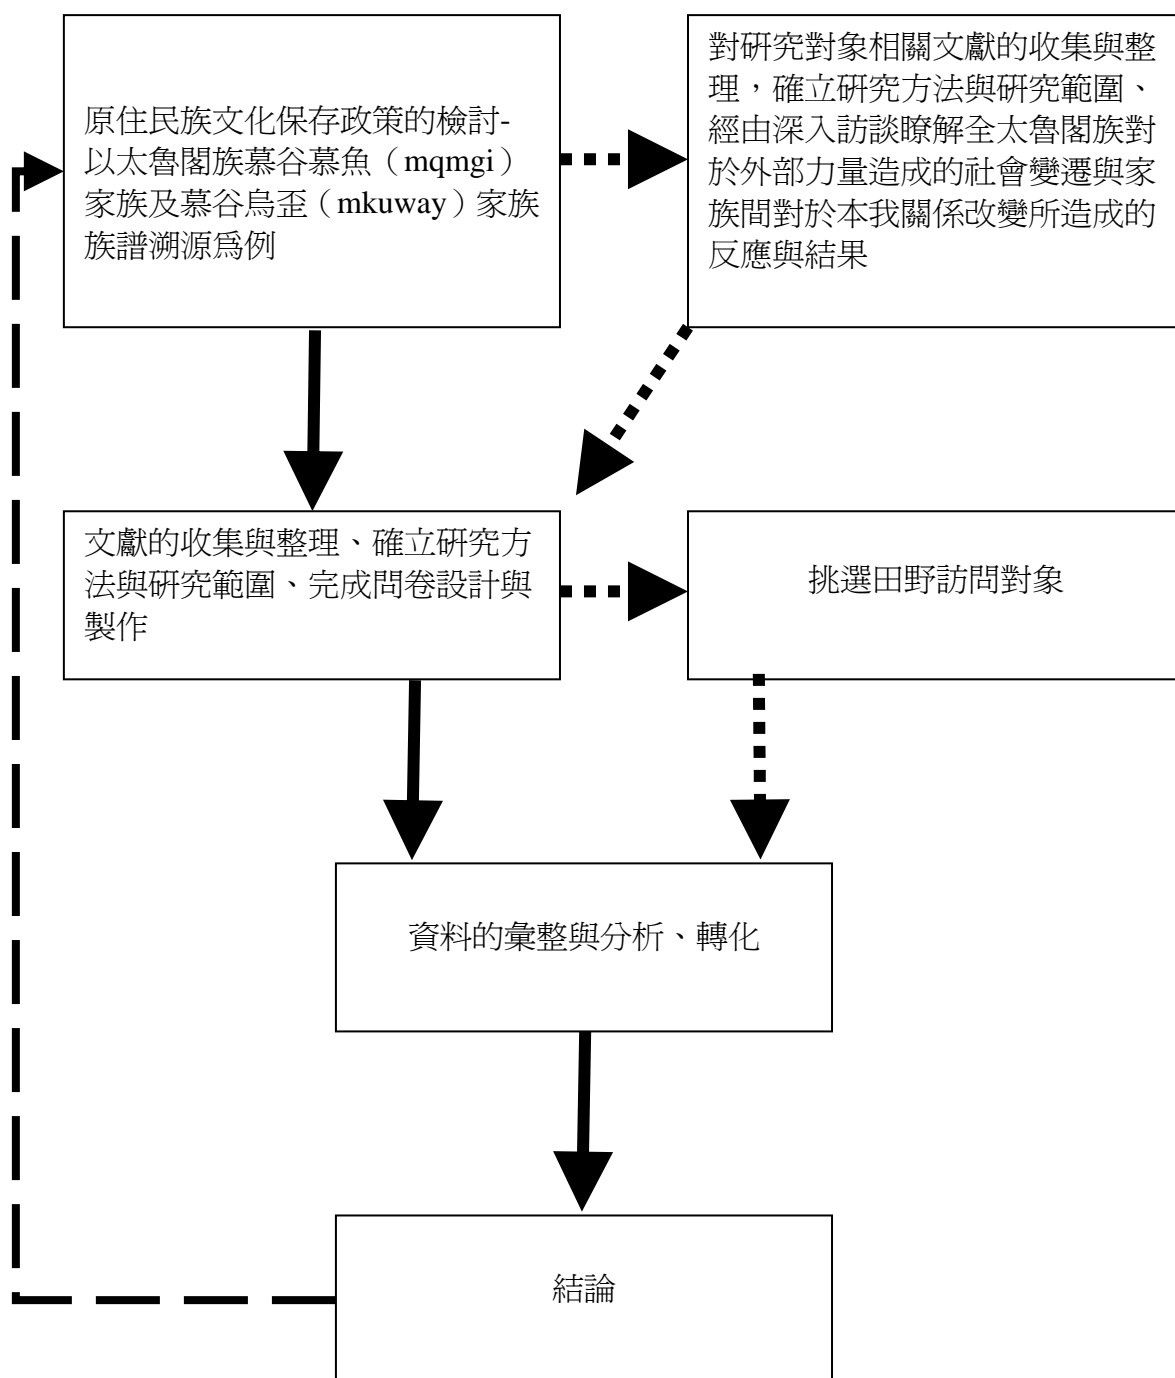 原住民族文化保存政策的檢討-
以太魯閣族慕谷慕魚（mqmgi）
家族及慕谷烏歪（mkuway）家族
族譜溯源為例
對研究對象相關文獻的收集與整
理，確立研究方法與研究範圍、
經由深入訪談瞭解全太魯閣族對
於外部力量造成的社會變遷與家
族間對於本我關係改變所造成的
反應與結果
文獻的收集與整理、確立研究方
法與研究範圍、完成問卷設計與
製作
挑選田野訪問對象
資料的彙整與分析、轉化
結論